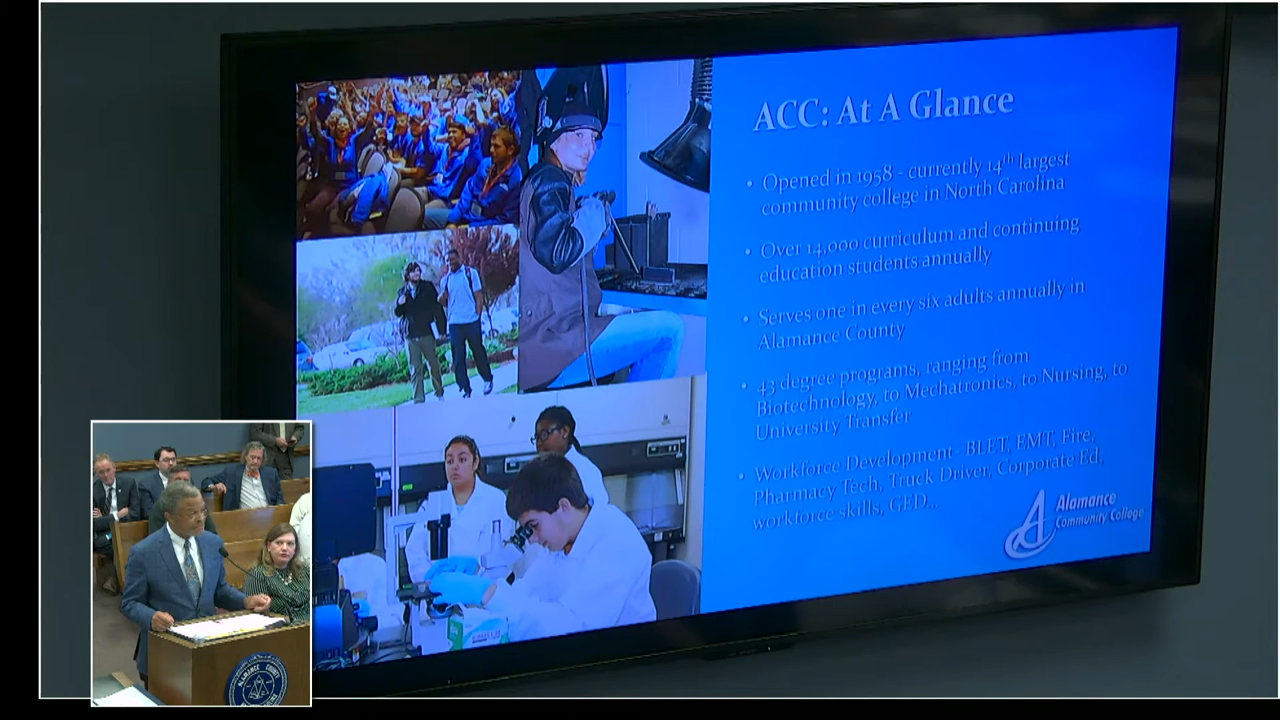 ACC: At A Glance
• Opened in 1958 - currently 14th largest
community college in North Carolina
• Over 14,000 curriculum and continuing
education students annually
• Serves one in every six adults annually in
Alamance County
• 43 degree programs, ranging from
Biotechnology, to Mechatronics, to Nursing, to
University Transfer
• Workforce Development- BLET, EMT, Fire,
Pharmacy Tech, Truck Driver, Corporate Ed,
workforce skills, GED...
Alamance
Community College
ALAMANCE COUNTY